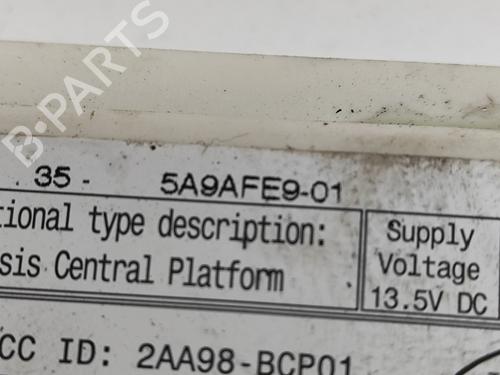 B-PARTS
. 35 - 5A9AFE9-01
tional type description:
sis Central Platform
Supply
Voltage
13.5V DC
CC ID: 2AA98-BCP01